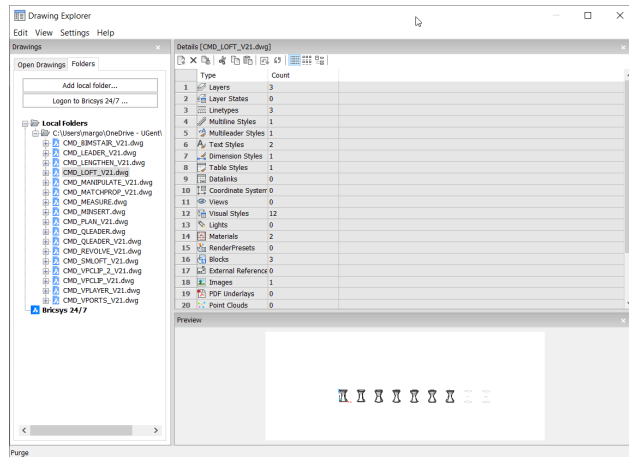 Drawing Explorer
Edit View Settings Help
Drawings
Open Drawings Folders
Add local folder...
Logon to Bricsys 24/7 ...
Local Folders
C:\Users\margo\OneDrive - UGent\
CMD_BIMSTAIR_V21.dwg
CMD_LEADER_V21.dwg
CMD_LENGTHEN_V21.dwg
CMD_LOFT_V21.dwg
CMD_MANIPULATE_V21.dwg
CMD_MATCHPROP_V21.dwg
CMD_MEASURE.dwg
CMD_MINSERT.dwg
CMD_PLAN_V21.dwg
CMD_QLEADER.dwg
CMD_QLEADER_V21.dwg
CMD_REVOLVE_V21.dwg
CMD_SMLOFT_V21.dwg
CMD_VPCLIP_2_V21.dwg
CMD_VPCLIP_V21.dwg
CMD_VPLAYER_V21.dwg
CMD_VPORTS_V21.dwg
Bricsys 24/7
Details [CMD_LOFT_V21.dwg]
Type Count
1 Layers 3
2 Layer States 0
3 Linetypes 3
4 Multiline Styles 1
5 Multileader Styles 1
6 Text Styles 2
7 Dimension Styles 1
8 Table Styles 1
9 Datalinks 0
10 Coordinate System 0
11 Views 0
12 Visual Styles 12
13 Lights 0
14 Materials 2
15 RenderPresets 0
16 Blocks 3
17 External Reference 0
18 Images 1
19 PDF Underlays 0
20 Point Clouds 0
Preview
Purge